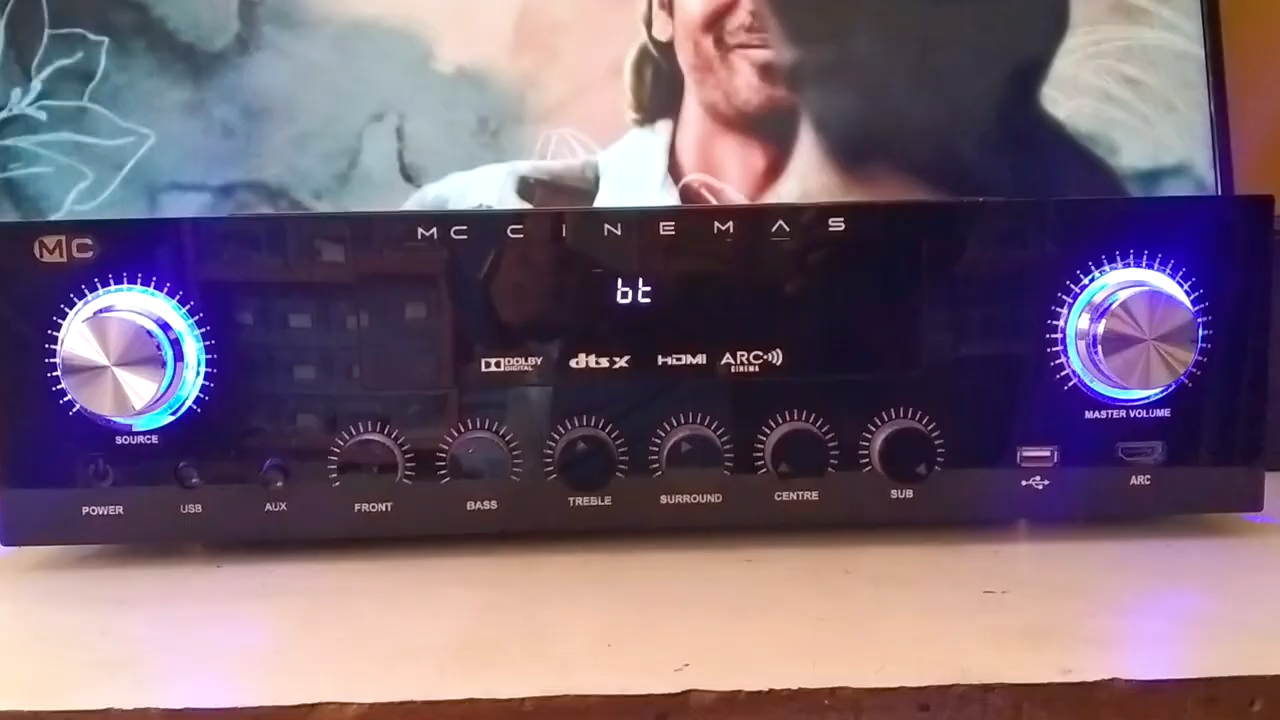 MC CINEMAS
MC
bt
DOLBY DIGITAL dts X HDMI ARC
CINEMA
SOURCE
MASTER VOLUME
POWER USB AUX FRONT BASS TREBLE SURROUND CENTRE SUB ARC